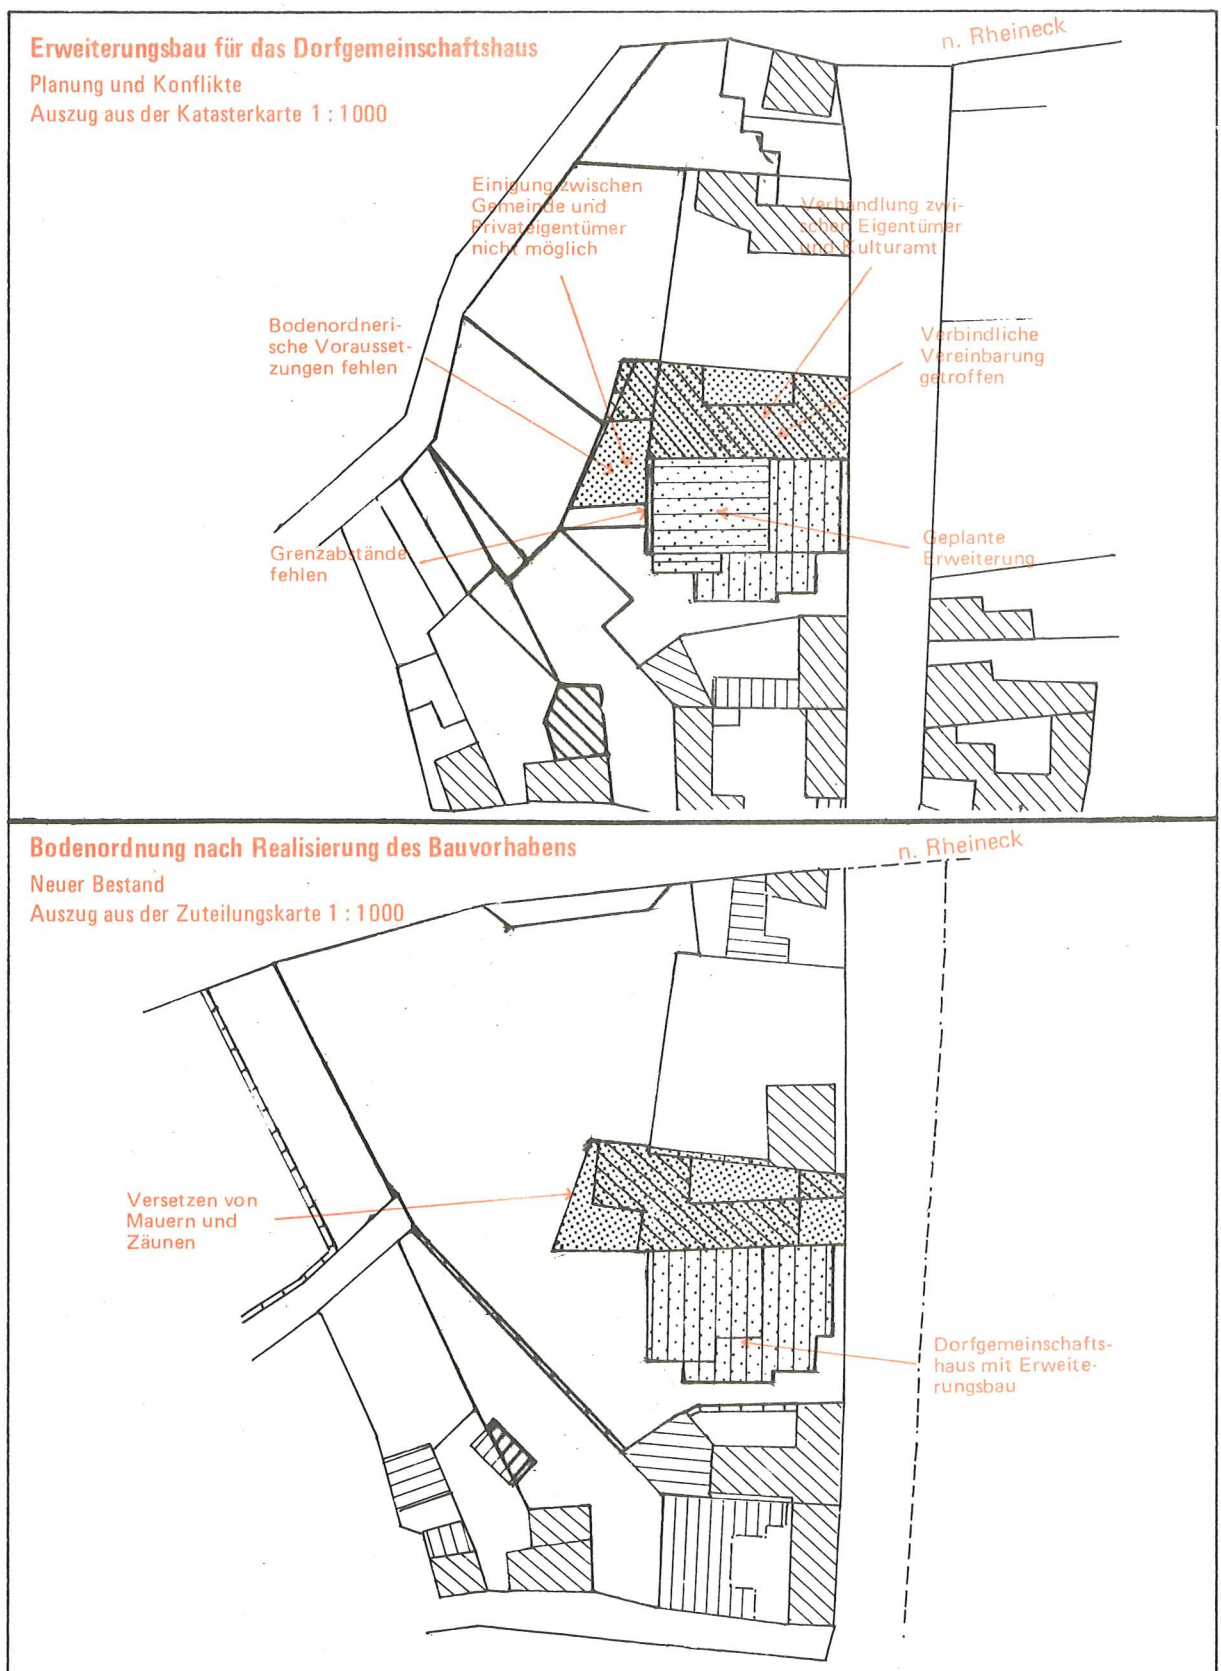 Erweiterungsbau für das Dorfgemeinschaftshaus
Planung und Konflikte
Auszug aus der Katasterkarte 1 : 1000
n. Rheineck
Einigung zwischen
Gemeinde und
Privateigentümer
nicht möglich
Verhandlung zwi-
schen Eigentümer
und Kulturamt
Bodenordneri-
sche Vorausset-
zungen fehlen
Verbindliche
Vereinbarung
getroffen
Grenzabstände
fehlen
Geplante
Erweiterung
Bodenordnung nach Realisierung des Bauvorhabens
Neuer Bestand
Auszug aus der Zuteilungskarte 1 : 1000
n. Rheineck
Versetzen von
Mauern und
Zäunen
Dorfgemeinschafts-
haus mit Erweite-
rungsbau